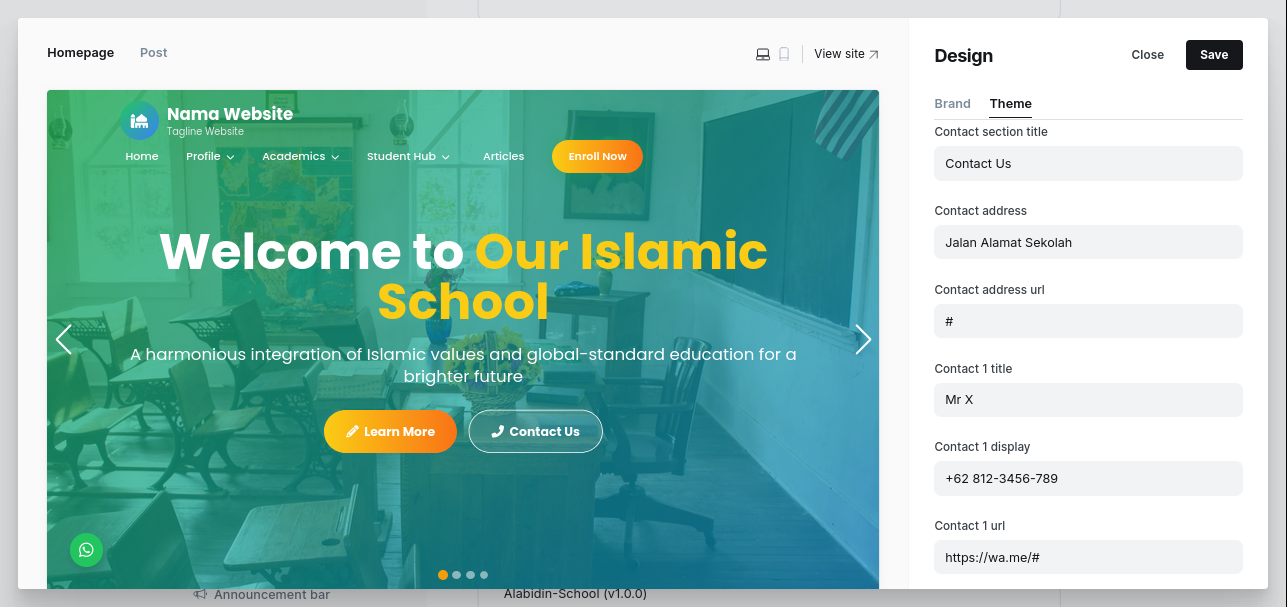 Homepage
Post
View site
Design
Close
Save
Brand
Theme
Nama Website
Tagline Website
Home
Profile
Academics
Student Hub
Articles
Enroll Now
Welcome to Our Islamic
School
A harmonious integration of Islamic values and global-standard education for a
brighter future
Learn More
Contact Us
Contact section title
Contact Us
Contact address
Jalan Alamat Sekolah
Contact address url
#
Contact 1 title
Mr X
Contact 1 display
+62 812-3456-789
Contact 1 url
https://wa.me/#
Announcement bar
Alabidin-School (v1.0.0)